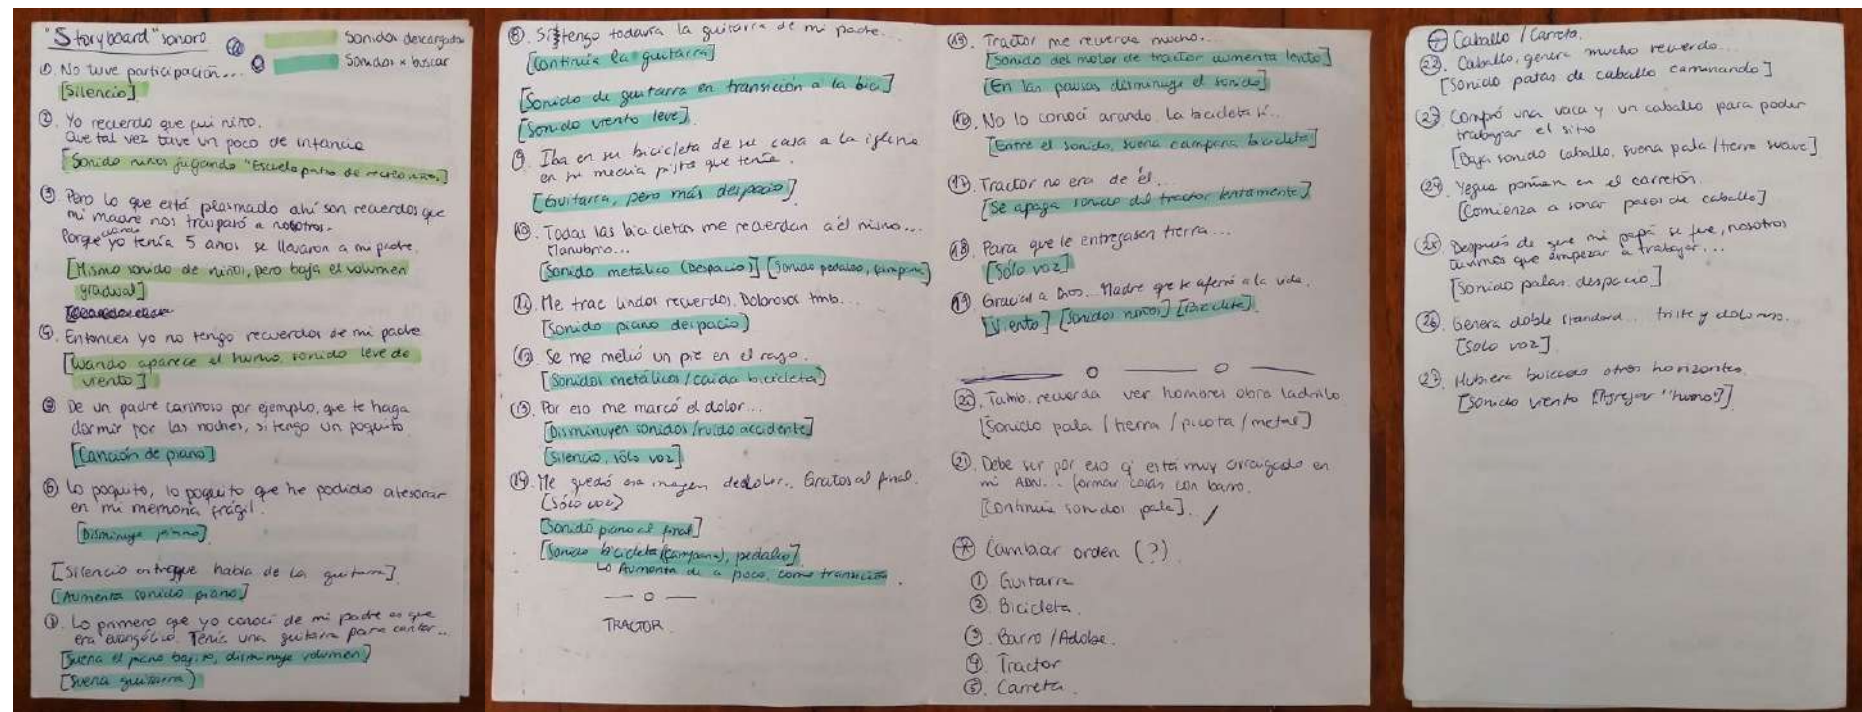 "Storyboard" sonoro
Sonidos descargados
Sonidos x buscar
①. No tuve participación...
[Silencio]
②. Yo recuerdo que fui niño.
Que tal vez tuve un poco de infancia
[Sonido niños jugando "Escuela patio de recreo niños]
③. Pero lo que está plasmado ahí son recuerdos que
mi madre nos traspasó a nosotros.
Porque cuando yo tenía 5 años se llevaron a mi padre.
[Mismo sonido de niños, pero baja el volumen
gradual]
④. Entonces yo no tengo recuerdos de mi padre
[Cuando aparece el humo, sonido leve de
viento]
⑤ De un padre cariñoso por ejemplo, que te haga
dormir por las noches, si tengo un poquito
[Canción de piano]
⑥ Lo poquito, lo poquito que he podido atesorar
en mi memoria frágil.
[Disminuye piano]
[Silencio entre que habla de la guitarra]
[Aumenta sonido piano]
⑦. Lo primero que yo conocí de mi padre es que
era evangélico. Tenía una guitarra para cantar...
[Suena el piano bajito, disminuye volumen]
[Suena guitarra]
⑧. Si tengo todavía la guitarra de mi padre...
[Continúa la guitarra]
[Sonido de guitarra en transición a la bici]
[Sonido viento leve]
9. Iba en su bicicleta de su casa a la iglesia
en su media pista que tenía.
[Guitarra, pero más despacio]
⑩. Todas las bicicletas me recuerdan a él mismo...
Manubrio...
[Sonido metálico (Despacio)] [Sonido pedaleo, campana]
⑪. Me trae lindos recuerdos. Dolorosos tmb...
[Sonido piano despacio]
⑫. Se me metió un pie en el rayo.
[Sonidos metálicos/caída bicicleta]
⑬. Por eso me marcó el dolor...
[Disminuyen sonidos/ruido accidente]
[Silencio, sólo voz]
⑭. Me quedó esa imagen de dolor.. Gratos al final.
(Sólo voz)
[Sonido piano al final]
[Sonido bicicleta (campana), pedaleo]
↳ Aumenta de a poco, como transición.
— o —
TRACTOR.
⑮. Tractor me recuerda mucho...
[Sonido del motor de tractor aumenta lento]
[En las pausas disminuye el sonido]
⑯. No lo conocí arando. La bicicleta sí..
[Entre el sonido, suena campana bicicleta]
⑰. Tractor no era de él...
[Se apaga sonido del tractor lentamente]
⑱. Para que le entregasen tierra...
[Sólo voz]
⑲. Gracias a Dios... Madre que se aferró a la vida.
[Viento] [Sonidos niños] [Bicicleta]
— o — o —
⑳. recuerda ver hombres obra ladrillo.
[Sonido pala / tierra / picota / metal]
㉑. Debe ser por eso q' está muy arraigado en
mi ADN... formar casas con barro.
[Continúa sonidos pala].
⊛ Cambiar orden (?)
① Guitarra
②. Bicicleta.
③. Barro / Adobe.
④. Tractor
⑤. Carreta.
Caballo / Carreta.
㉒. Caballo, genera mucho recuerdo...
[Sonido patas de caballo caminando]
㉓ Compró una vaca y un caballo para poder
trabajar el sitio
[Baja sonido caballo, suena pala/tierra suave]
㉔. Yegua ponían en el carretón.
[Comienza a sonar pasos de caballo]
㉕. Después de que mi papá se fue, nosotros
tuvimos que empezar a trabajar...
[Sonido palas despacio]
㉖. Genera doble standard... triste y doloroso.
[Solo voz]
㉗. Hubiera buscado otros horizontes.
[Sonido viento [Agregar "humo"?]]